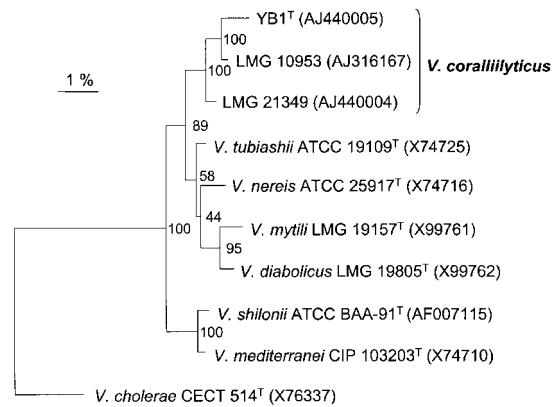 YB1ᵀ (AJ440005)
100
LMG 10953 (AJ316167)
100
V. coralliilyticus
1 %
LMG 21349 (AJ440004)
89
V. tubiashii ATCC 19109ᵀ (X74725)
58
V. nereis ATCC 25917ᵀ (X74716)
44
100
V. mytili LMG 19157ᵀ (X99761)
95
V. diabolicus LMG 19805ᵀ (X99762)
V. shilonii ATCC BAA-91ᵀ (AF007115)
100
V. mediterranei CIP 103203ᵀ (X74710)
V. cholerae CECT 514ᵀ (X76337)